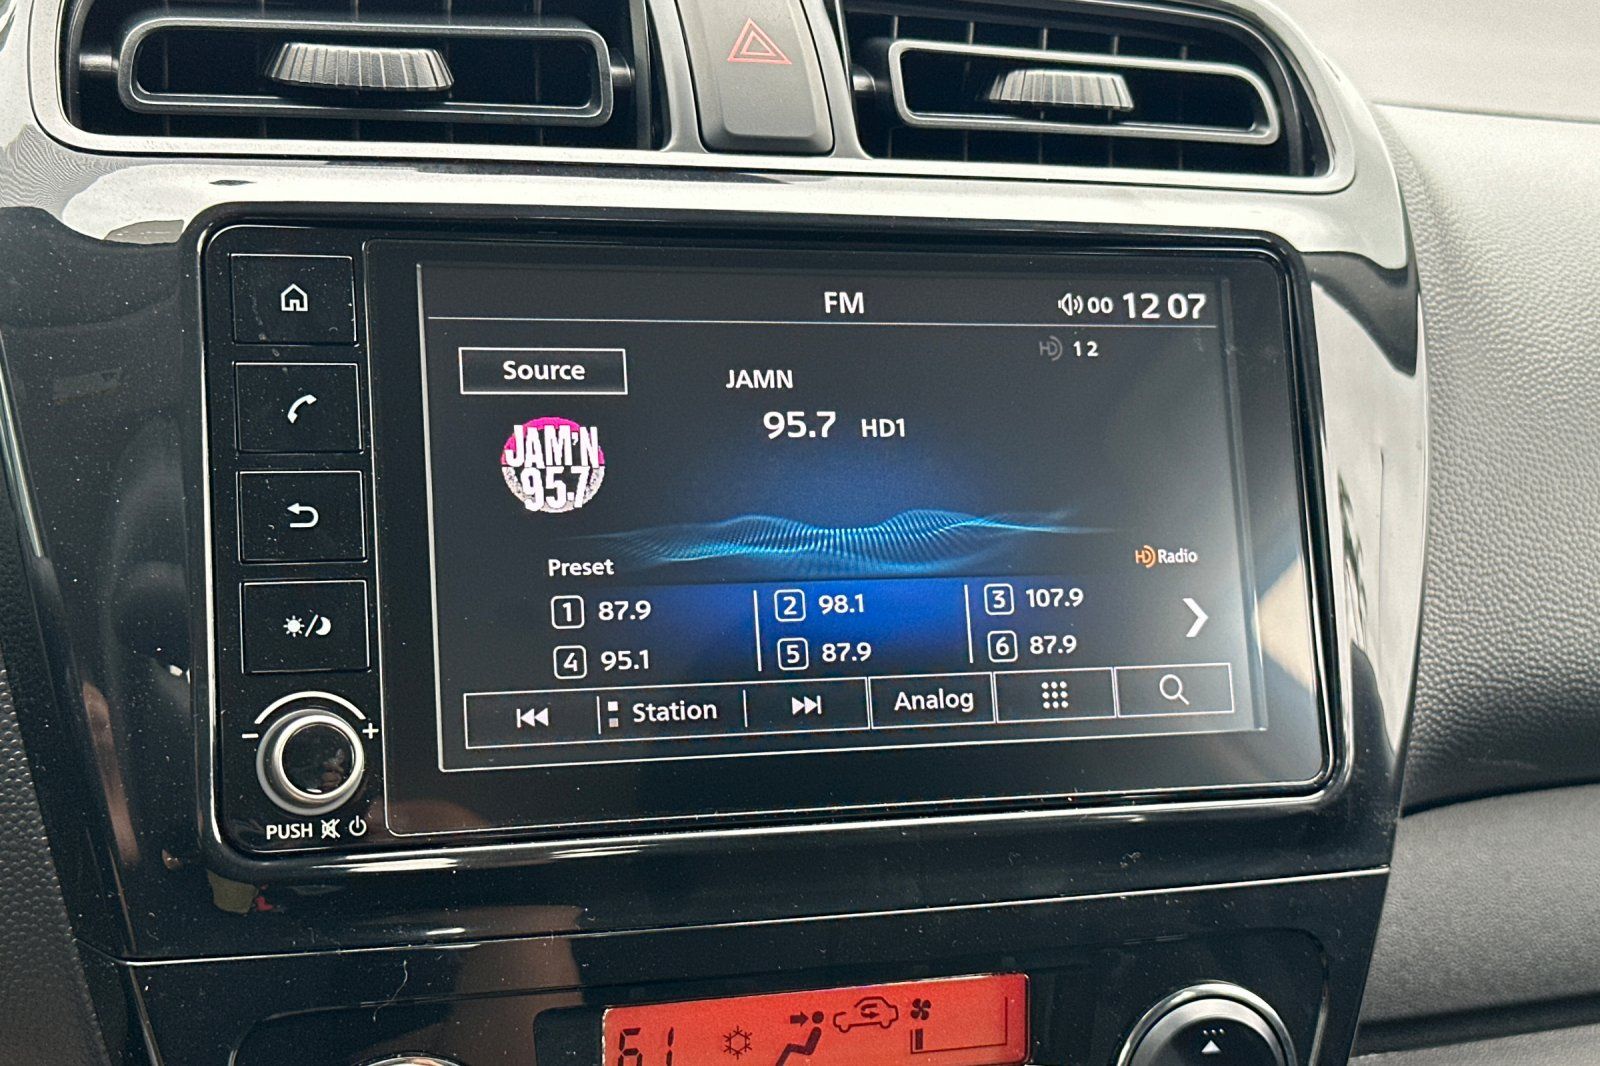 FM
00 12 07
HD 1 2
Source
JAMN
95.7 HD1
JAM'N
95.7
HD Radio
Preset
1 87.9 2 98.1 3 107.9
4 95.1 5 87.9 6 87.9
Station Analog
- +
PUSH
61